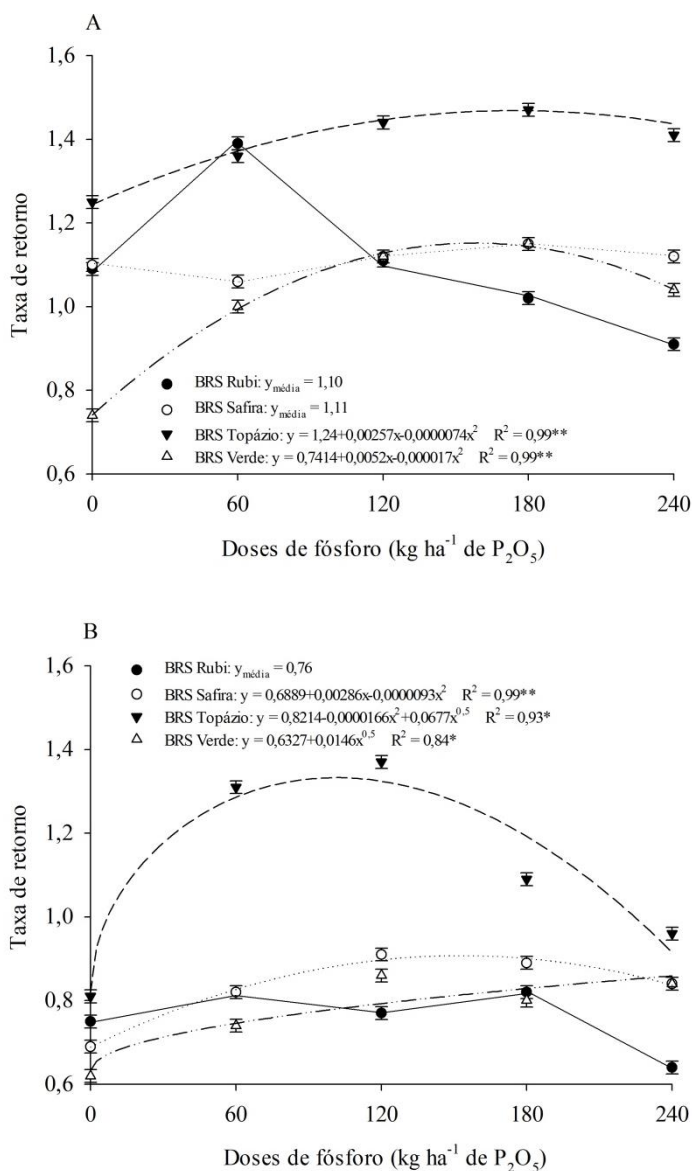 A
1,6
1,4
1,2
1,0
0,8
0,6
Taxa de retorno
BRS Rubi: y_média = 1,10
BRS Safira: y_média = 1,11
BRS Topázio: y = 1,24+0,00257x-0,0000074x² R² = 0,99**
BRS Verde: y = 0,7414+0,0052x-0,000017x² R² = 0,99**
0 60 120 180 240
Doses de fósforo (kg ha⁻¹ de P₂O₅)
B
1,6
1,4
1,2
1,0
0,8
0,6
Taxa de retorno
BRS Rubi: y_média = 0,76
BRS Safira: y = 0,6889+0,00286x-0,0000093x² R² = 0,99**
BRS Topázio: y = 0,8214-0,0000166x²+0,0677x⁰·⁵ R² = 0,93*
BRS Verde: y = 0,6327+0,0146x⁰·⁵ R² = 0,84*
0 60 120 180 240
Doses de fósforo (kg ha⁻¹ de P₂O₅)